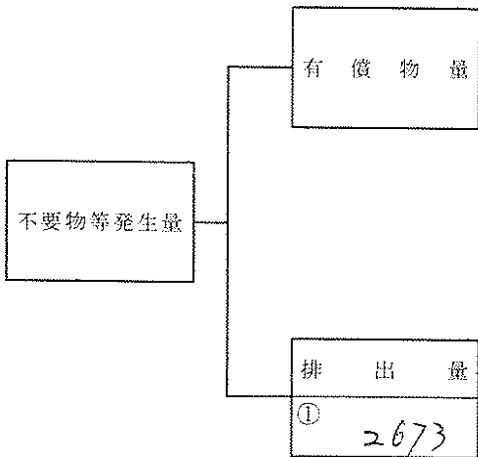 有償物量
不要物等発生量
排出量
①
2673